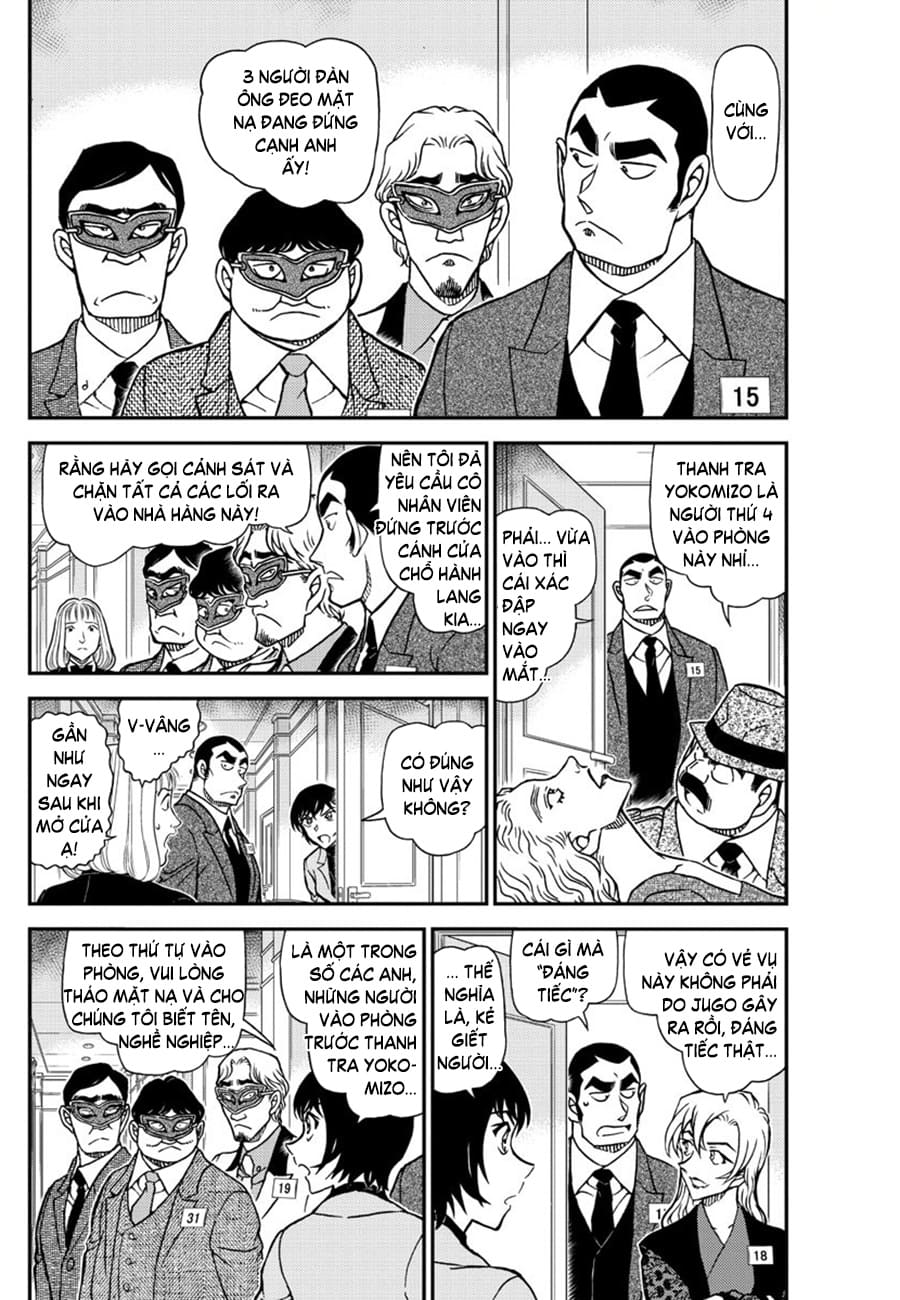 CÙNG
VỚI...
3 NGƯỜI ĐÀN
ÔNG ĐEO MẶT
NẠ ĐANG ĐỨNG
CẠNH ANH
ẤY!
15
THANH TRA
YOKOMIZO LÀ
NGƯỜI THỨ 4
VÀO PHÒNG
NÀY NHỈ...
PHẢI... VỪA
VÀO THÌ
CÁI XÁC
ĐẬP
NGAY
VÀO
MẮT...
15
NÊN TÔI ĐÃ
YÊU CẦU CÔ
NHÂN VIÊN
ĐỨNG TRƯỚC
CÁNH CỬA
CHỖ HÀNH
LANG
KIA...
RẰNG HÃY GỌI CẢNH SÁT VÀ
CHẶN TẤT CẢ CÁC LỐI RA
VÀO NHÀ HÀNG NÀY!
CÓ ĐÚNG
NHƯ VẬY
KHÔNG?
V-VÂNG
...
GẦN
NHƯ
NGAY
SAU KHI
MỞ CỬA
Ạ!
VẬY CÓ VẺ VỤ
NÀY KHÔNG PHẢI
DO JUGO GÂY
RA RỒI, ĐÁNG
TIẾC THẬT...
CÁI GÌ MÀ
"ĐÁNG
TIẾC"?
... THẾ
NGHĨA
LÀ, KẺ
GIẾT
NGƯỜI...
18
LÀ MỘT TRONG
SỐ CÁC ANH,
NHỮNG NGƯỜI
VÀO PHÒNG
TRƯỚC THANH
TRA YOKO-
MIZO...
THEO THỨ TỰ VÀO
PHÒNG, VUI LÒNG
THÁO MẶT NẠ VÀ CHO
CHÚNG TÔI BIẾT TÊN,
NGHỀ NGHIỆP...
19
31